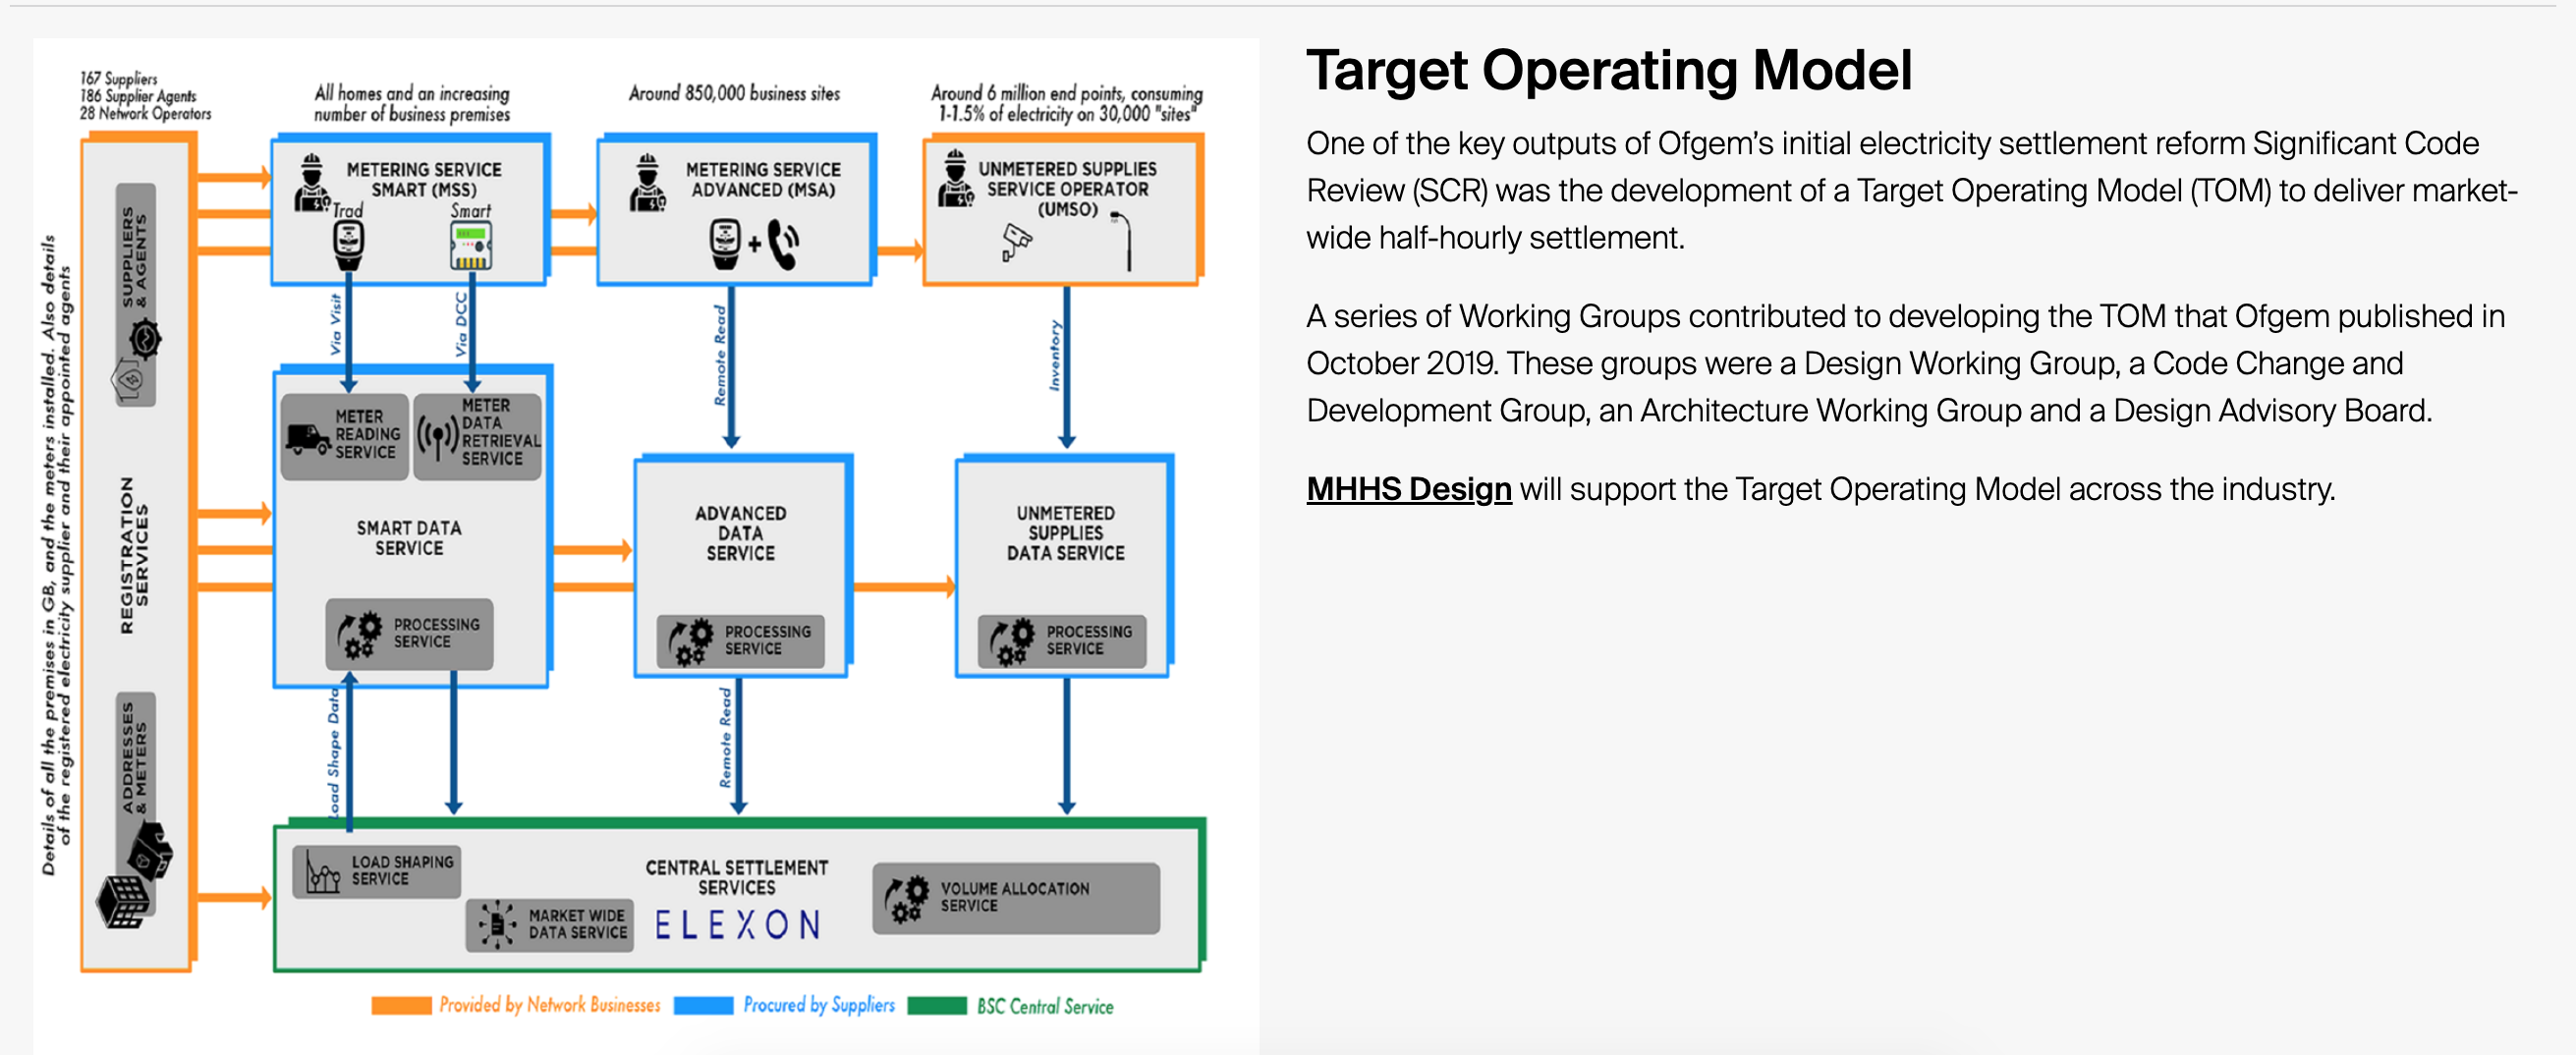 167 Suppliers
186 Supplier Agents
28 Network Operators
All homes and an increasing
number of business premises
Around 850,000 business sites
Around 6 million end points, consuming
1-1.5% of electricity on 30,000 "sites"
Details of all the premises in GB, and the meters installed. Also details
of the registered electricity supplier and their appointed agents
SUPPLIERS
& AGENTS
REGISTRATION
SERVICES
ADDRESSES
& METERS
METERING SERVICE
SMART (MSS)
Trad
Smart
METERING SERVICE
ADVANCED (MSA)
UNMETERED SUPPLIES
SERVICE OPERATOR
(UMSO)
Via Visit
Via DCC
Remote Read
Inventory
METER
READING
SERVICE
METER
DATA
RETRIEVAL
SERVICE
SMART DATA
SERVICE
PROCESSING
SERVICE
ADVANCED
DATA
SERVICE
PROCESSING
SERVICE
UNMETERED
SUPPLIES
DATA SERVICE
PROCESSING
SERVICE
Load Shape Data
Remote Read
LOAD SHAPING
SERVICE
MARKET WIDE
DATA SERVICE
CENTRAL SETTLEMENT
SERVICES
ELEXON
VOLUME ALLOCATION
SERVICE
Provided by Network Businesses
Procured by Suppliers
BSC Central Service
Target Operating Model
One of the key outputs of Ofgem’s initial electricity settlement reform Significant Code
Review (SCR) was the development of a Target Operating Model (TOM) to deliver market-
wide half-hourly settlement.
A series of Working Groups contributed to developing the TOM that Ofgem published in
October 2019. These groups were a Design Working Group, a Code Change and
Development Group, an Architecture Working Group and a Design Advisory Board.
MHHS Design will support the Target Operating Model across the industry.